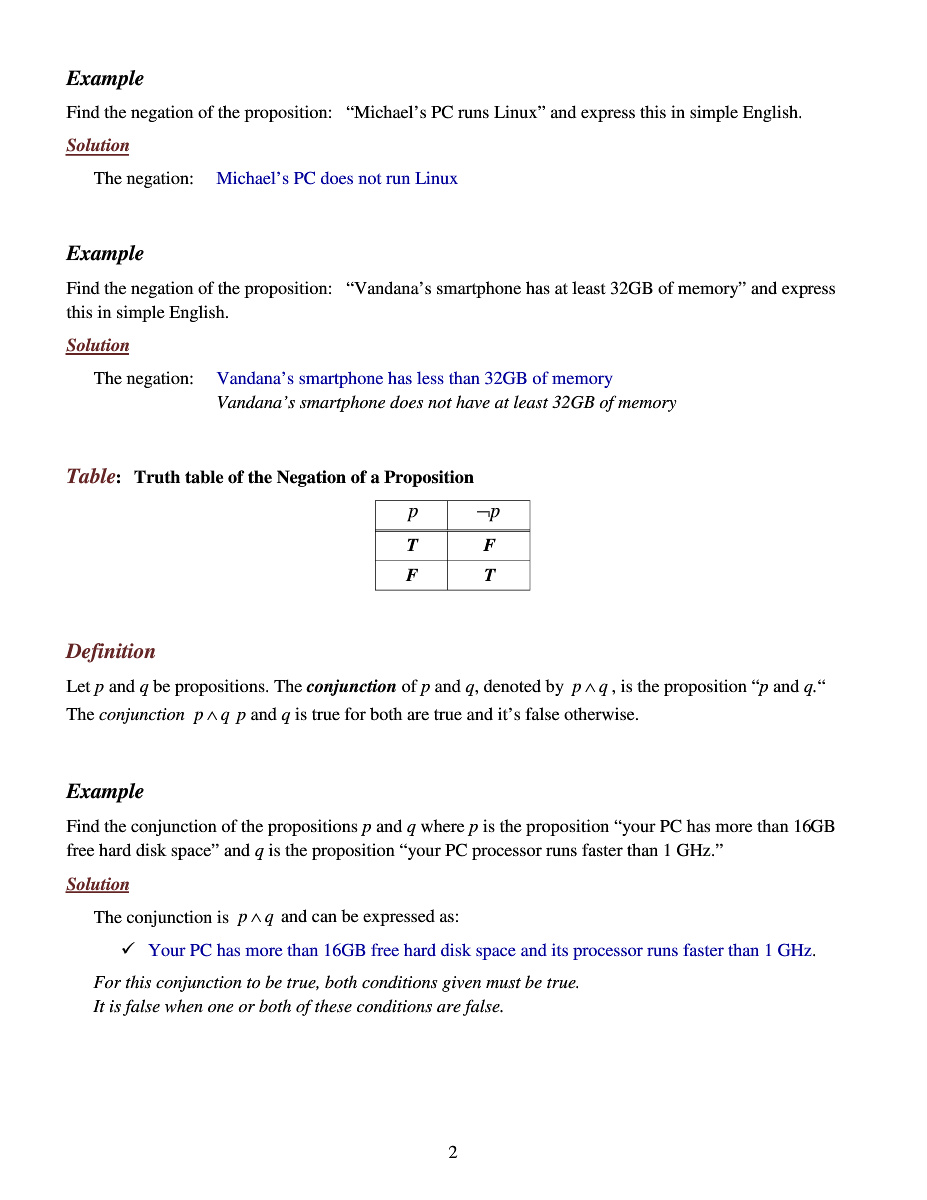 Example
Find the negation of the proposition: “Michael’s PC runs Linux” and express this in simple English.
Solution
The negation: Michael’s PC does not run Linux
Example
Find the negation of the proposition: “Vandana’s smartphone has at least 32GB of memory” and express
this in simple English.
Solution
The negation: Vandana’s smartphone has less than 32GB of memory
Vandana’s smartphone does not have at least 32GB of memory
Table: Truth table of the Negation of a Proposition
p ¬p
T F
F T
Definition
Let p and q be propositions. The conjunction of p and q, denoted by p ∧ q , is the proposition “p and q.“
The conjunction p ∧ q p and q is true for both are true and it’s false otherwise.
Example
Find the conjunction of the propositions p and q where p is the proposition “your PC has more than 16GB
free hard disk space” and q is the proposition “your PC processor runs faster than 1 GHz.”
Solution
The conjunction is p ∧ q and can be expressed as:
✓ Your PC has more than 16GB free hard disk space and its processor runs faster than 1 GHz.
For this conjunction to be true, both conditions given must be true.
It is false when one or both of these conditions are false.
2